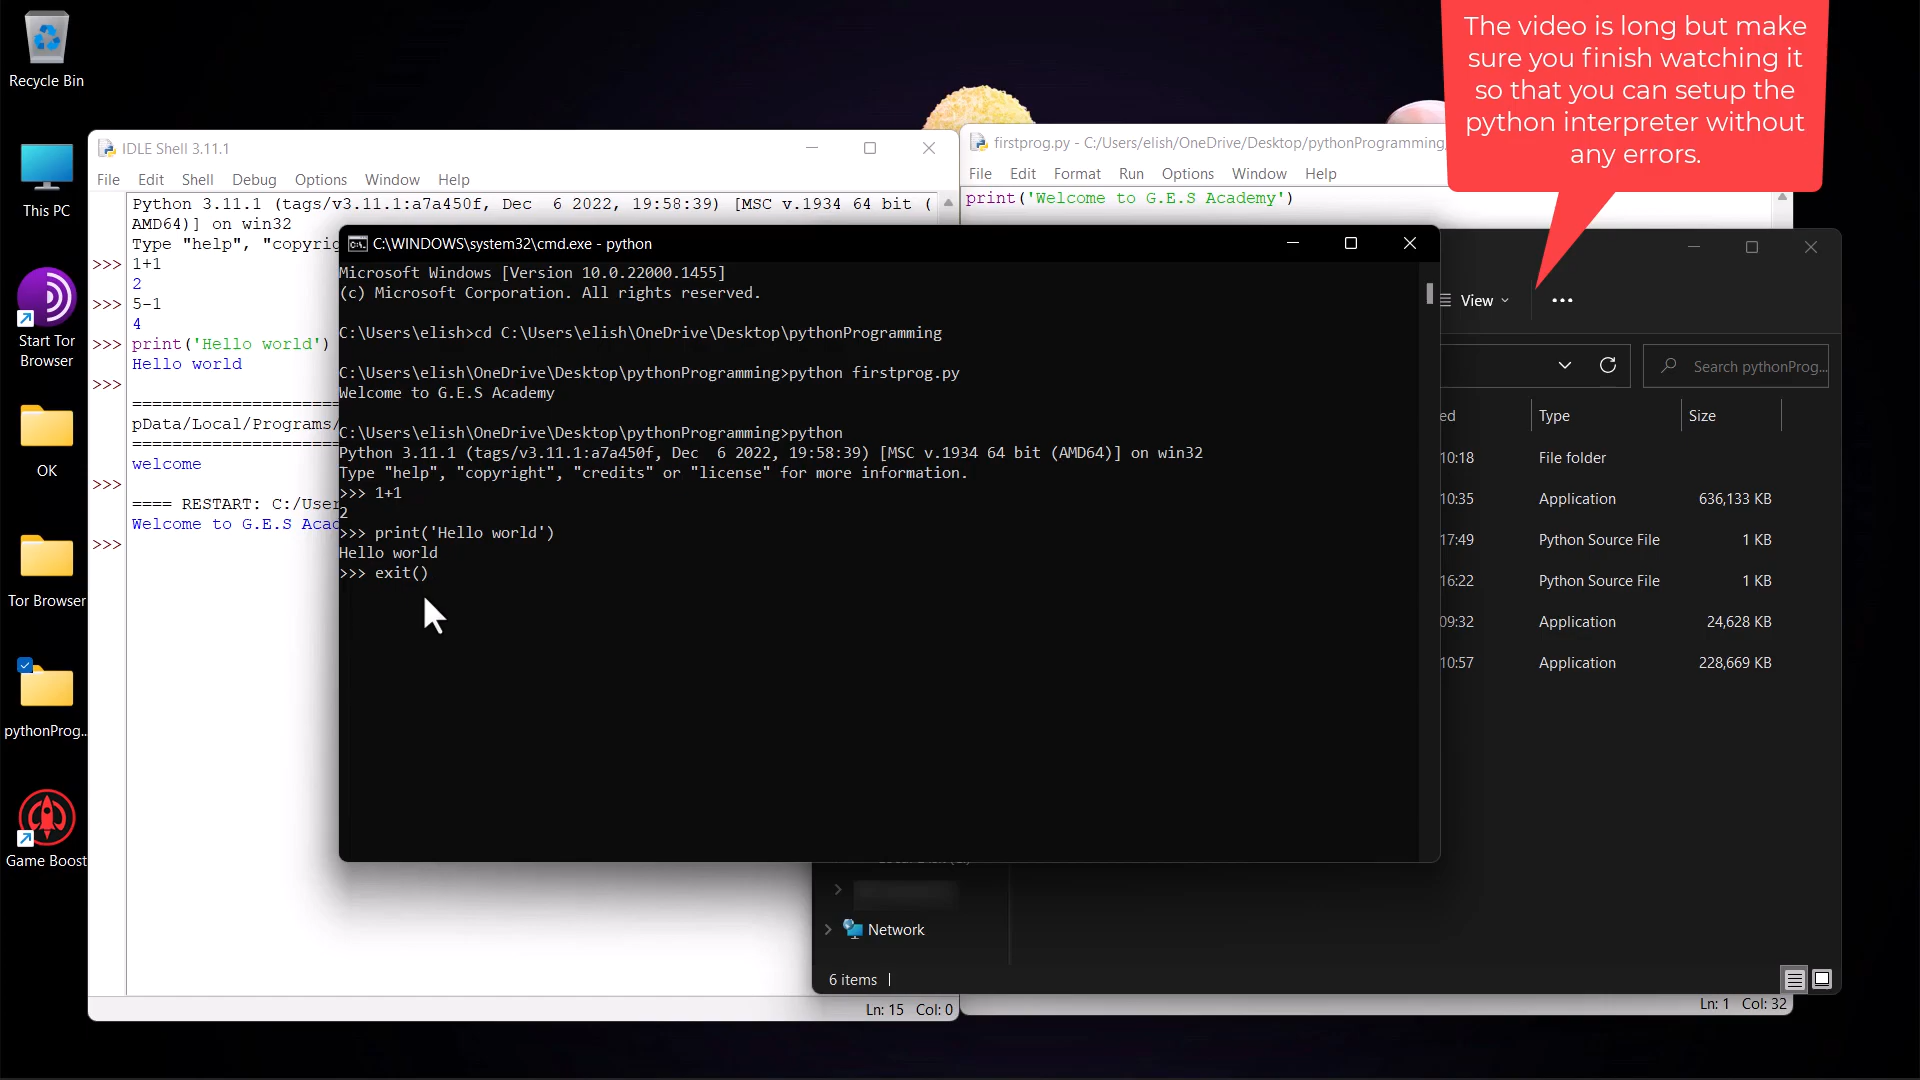 Recycle Bin
This PC
Start Tor
Browser
OK
Tor Browser
pythonProg...
Game Boost
IDLE Shell 3.11.1
File Edit Shell Debug Options Window Help
Python 3.11.1 (tags/v3.11.1:a7a450f, Dec  6 2022, 19:58:39) [MSC v.1934 64 bit (
AMD64)] on win32
Type "help", "copyrig
>>> 1+1
2
>>> 5-1
4
>>> print('Hello world')
Hello world
>>>
=======================
pData/Local/Programs/
=======================
welcome
>>>
==== RESTART: C:/User
Welcome to G.E.S Acad
>>>
Ln: 15 Col: 0
firstprog.py - C:/Users/elish/OneDrive/Desktop/pythonProgramming
File Edit Format Run Options Window Help
print('Welcome to G.E.S Academy')
Ln: 1 Col: 32
The video is long but make
sure you finish watching it
so that you can setup the
python interpreter without
any errors.
C:\WINDOWS\system32\cmd.exe - python
Microsoft Windows [Version 10.0.22000.1455]
(c) Microsoft Corporation. All rights reserved.
C:\Users\elish>cd C:\Users\elish\OneDrive\Desktop\pythonProgramming
C:\Users\elish\OneDrive\Desktop\pythonProgramming>python firstprog.py
Welcome to G.E.S Academy
C:\Users\elish\OneDrive\Desktop\pythonProgramming>python
Python 3.11.1 (tags/v3.11.1:a7a450f, Dec  6 2022, 19:58:39) [MSC v.1934 64 bit (AMD64)] on win32
Type "help", "copyright", "credits" or "license" for more information.
>>> 1+1
2
>>> print('Hello world')
Hello world
>>> exit()
View
Search pythonProg...
ed Type Size
10:18 File folder
10:35 Application 636,133 KB
17:49 Python Source File 1 KB
16:22 Python Source File 1 KB
09:32 Application 24,628 KB
10:57 Application 228,669 KB
Network
6 items